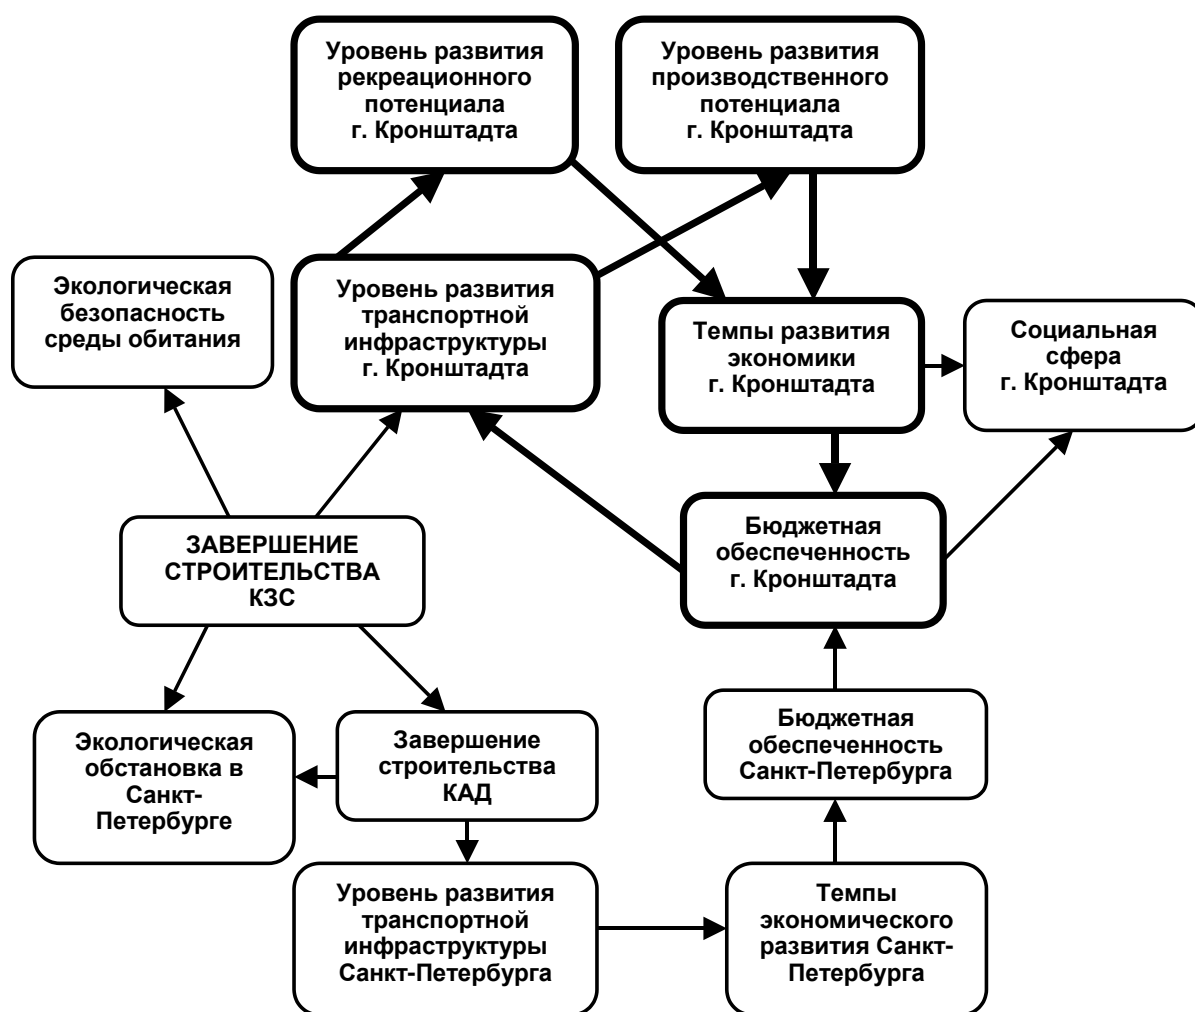 Уровень развития
рекреационного
потенциала
г. Кронштадта
Уровень развития
производственного
потенциала
г. Кронштадта
Экологическая
безопасность
среды обитания
Уровень развития
транспортной
инфраструктуры
г. Кронштадта
Темпы развития
экономики
г. Кронштадта
Социальная
сфера
г. Кронштадта
ЗАВЕРШЕНИЕ
СТРОИТЕЛЬСТВА
КЗС
Бюджетная
обеспеченность
г. Кронштадта
Экологическая
обстановка в
Санкт-
Петербурге
Завершение
строительства
КАД
Бюджетная
обеспеченность
Санкт-Петербурга
Уровень развития
транспортной
инфраструктуры
Санкт-Петербурга
Темпы
экономического
развития Санкт-
Петербурга